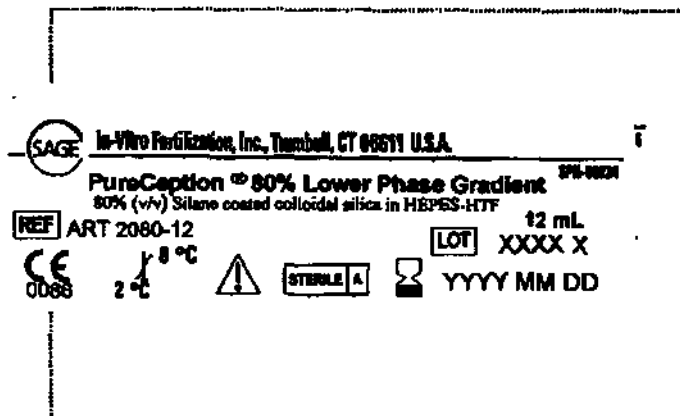 SAGE In-Vitro Fertilization, Inc., Trumbull, CT 06611 U.S.A.
PureCeption ® 80% Lower Phase Gradient
80% (v/v) Silane coated colloidal silica in HEPES-HTF
12 mL
REF ART 2080-12
LOT XXXX X
8 °C
2 °C
CE
0086
STERILE A
YYYY MM DD